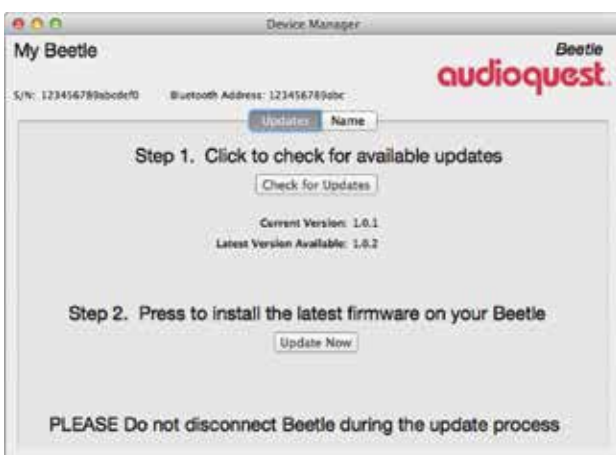 Device Manager
My Beetle
Beetle
audioquest.
S/N: 123456789abcdef0 Bluetooth Address: 123456789abc
Updates Name
Step 1. Click to check for available updates
Check for Updates
Current Version: 1.0.1
Latest Version Available: 1.0.2
Step 2. Press to install the latest firmware on your Beetle
Update Now
PLEASE Do not disconnect Beetle during the update process